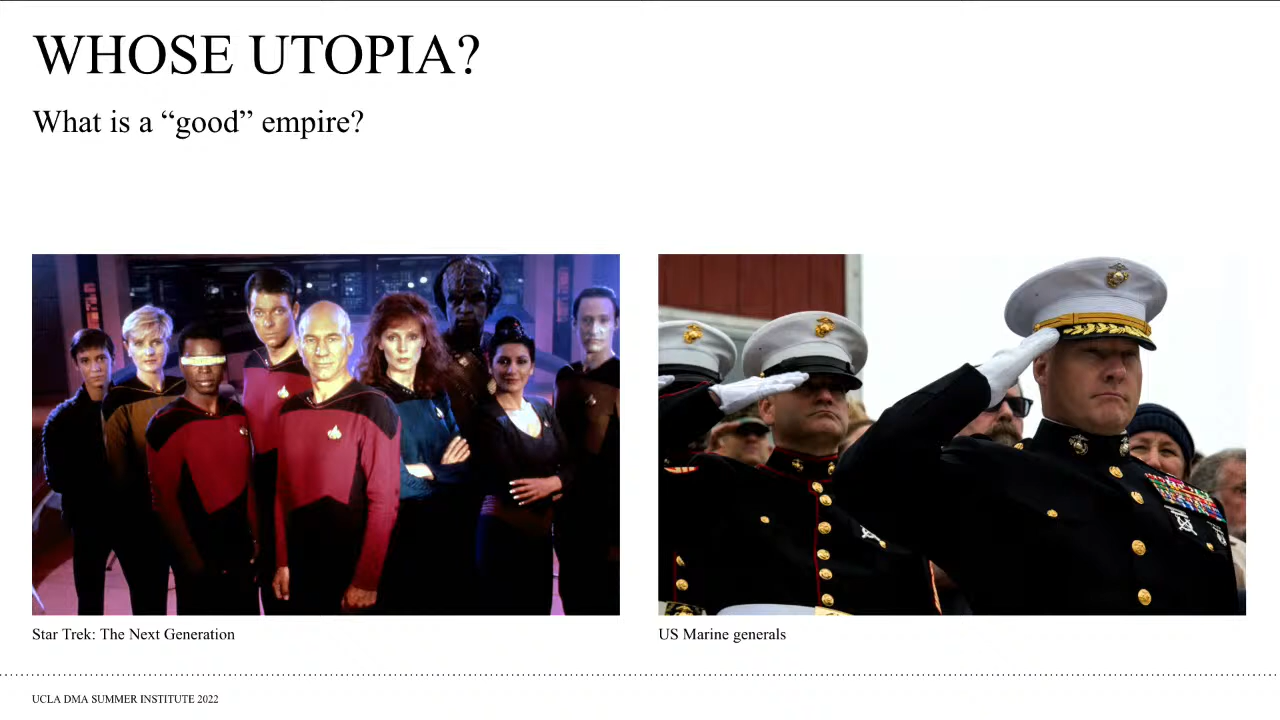 WHOSE UTOPIA?
What is a “good” empire?
Star Trek: The Next Generation
US Marine generals
UCLA DMA SUMMER INSTITUTE 2022